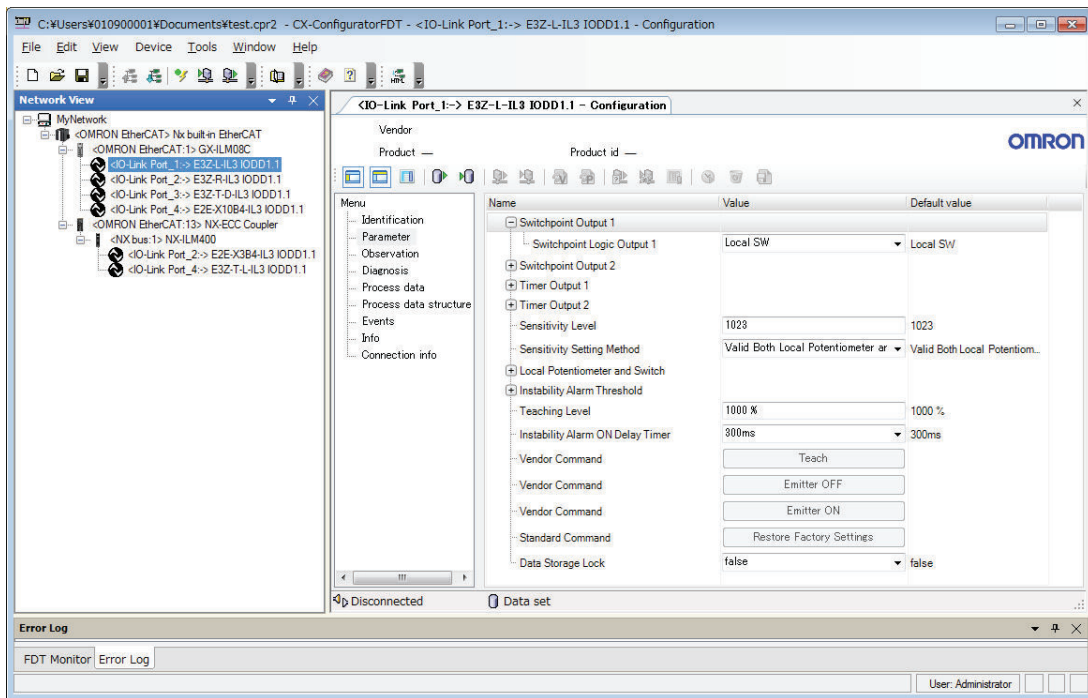 C:¥Users¥010900001¥Documents¥test.cpr2 - CX-ConfiguratorFDT - <IO-Link Port_1:-> E3Z-L-IL3 IODD1.1 - Configuration
File Edit View Device Tools Window Help
Network View
MyNetwork
<OMRON EtherCAT> Nx built-in EtherCAT
<OMRON EtherCAT:1> GX-ILM08C
<IO-Link Port_1:-> E3Z-L-IL3 IODD1.1
<IO-Link Port_2:-> E3Z-R-IL3 IODD1.1
<IO-Link Port_3:-> E3Z-T-D-IL3 IODD1.1
<IO-Link Port_4:-> E2E-X10B4-IL3 IODD1.1
<OMRON EtherCAT:13> NX-ECC Coupler
<NX bus:1> NX-ILM400
<IO-Link Port_2:-> E2E-X3B4-IL3 IODD1.1
<IO-Link Port_4:-> E3Z-T-L-IL3 IODD1.1
<IO-Link Port_1:-> E3Z-L-IL3 IODD1.1 - Configuration
Vendor
Product — Product id —
OMRON
Menu
Identification
Parameter
Observation
Diagnosis
Process data
Process data structure
Events
Info
Connection info
Name Value Default value
Switchpoint Output 1
Switchpoint Logic Output 1 Local SW Local SW
Switchpoint Output 2
Timer Output 1
Timer Output 2
Sensitivity Level 1023 1023
Sensitivity Setting Method Valid Both Local Potentiometer ar Valid Both Local Potentiom...
Local Potentiometer and Switch
Instability Alarm Threshold
Teaching Level 1000 % 1000 %
Instability Alarm ON Delay Timer 300ms 300ms
Vendor Command Teach
Vendor Command Emitter OFF
Vendor Command Emitter ON
Standard Command Restore Factory Settings
Data Storage Lock false false
Disconnected Data set
Error Log
FDT Monitor Error Log
User: Administrator